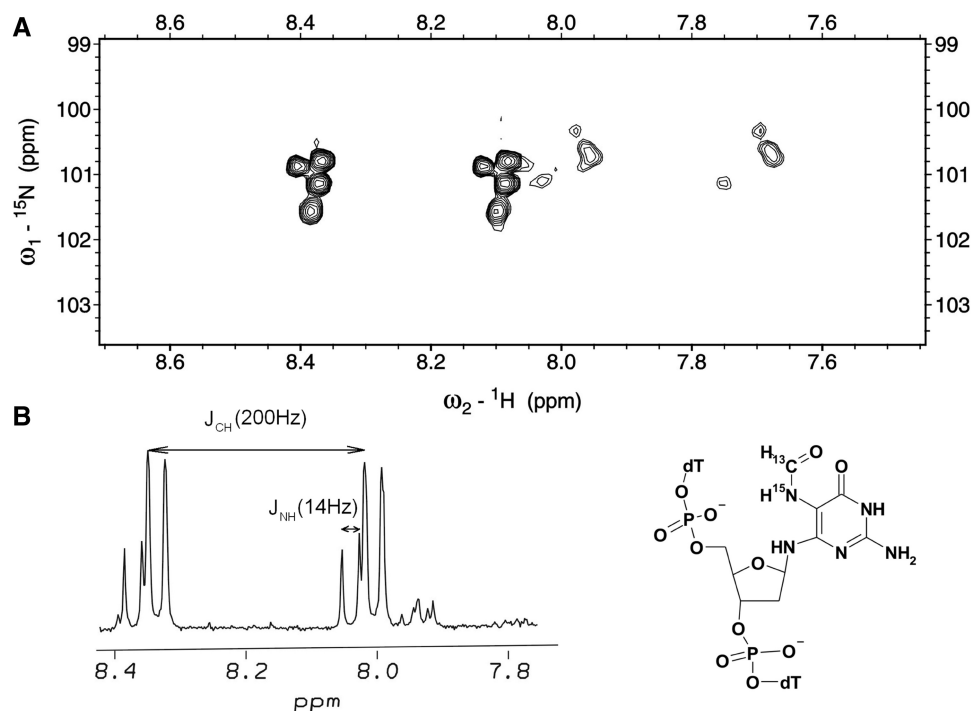 A
8.6 8.4 8.2 8.0 7.8 7.6
99 99
100 100
101 101
102 102
103 103
ω1 - 15N (ppm)
8.6 8.4 8.2 8.0 7.8 7.6
ω2 - 1H (ppm)
B
JCH(200Hz)
JNH(14Hz)
8.4 8.2 8.0 7.8
ppm
H 13C O
dT
O
H 15N O
O P O−
NH
O
HN N NH2
O
O
O P O−
O dT